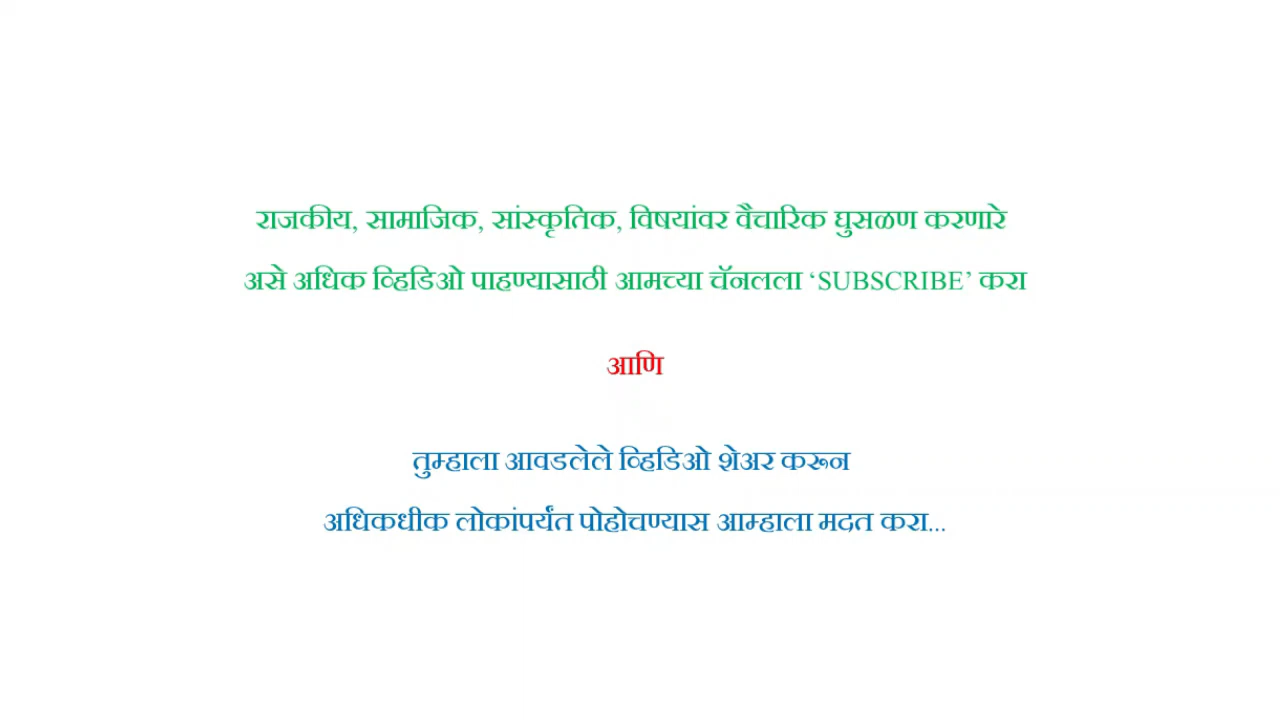 राजकीय, सामाजिक, सांस्कृतिक, विषयांवर वैचारिक घुसळण करणारे
असे अधिक व्हिडिओ पाहण्यासाठी आमच्या चॅनलला ‘SUBSCRIBE’ करा
आणि
तुम्हाला आवडलेले व्हिडिओ शेअर करून
अधिकधीक लोकांपर्यंत पोहोचण्यास आम्हाला मदत करा...